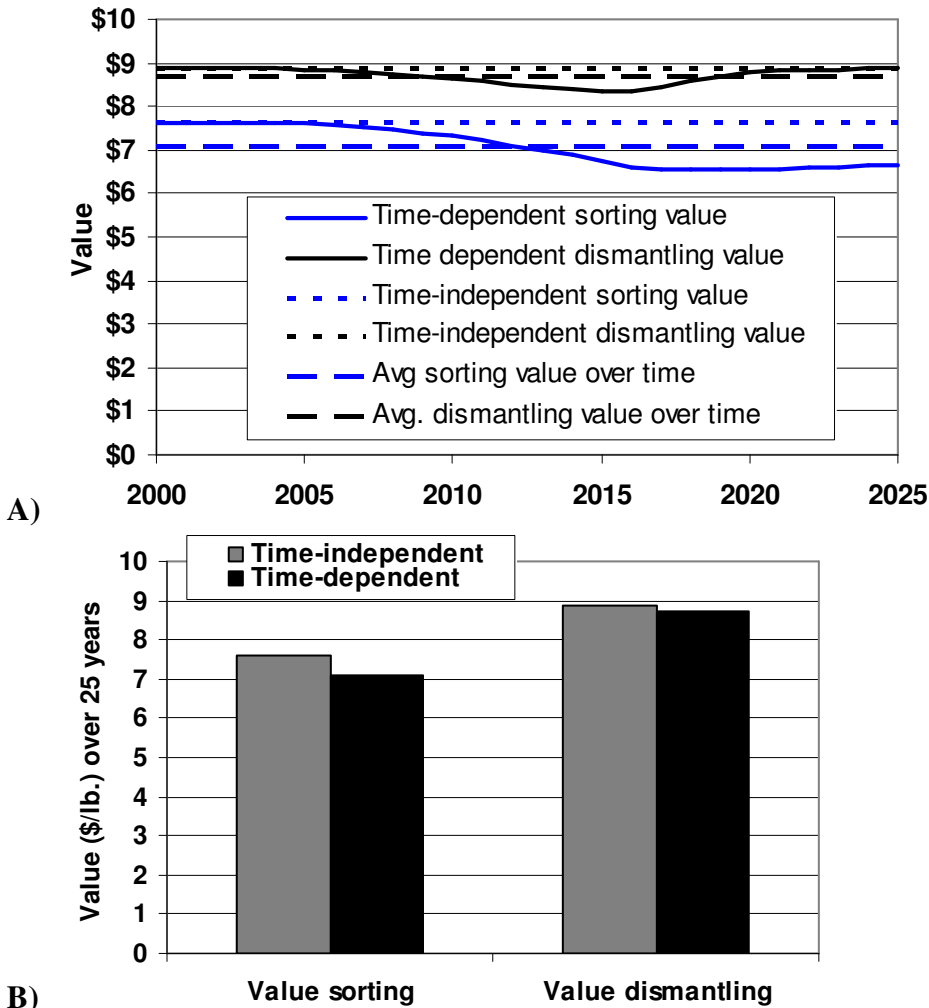 $10
$9
$8
$7
$6
$5
$4
$3
$2
$1
$0
Value
Time-dependent sorting value
Time dependent dismantling value
Time-independent sorting value
Time-independent dismantling value
Avg sorting value over time
Avg. dismantling value over time
2000 2005 2010 2015 2020 2025
A)
Time-independent
Time-dependent
10
9
8
7
6
5
4
3
2
1
0
Value ($/lb.) over 25 years
Value sorting Value dismantling
B)